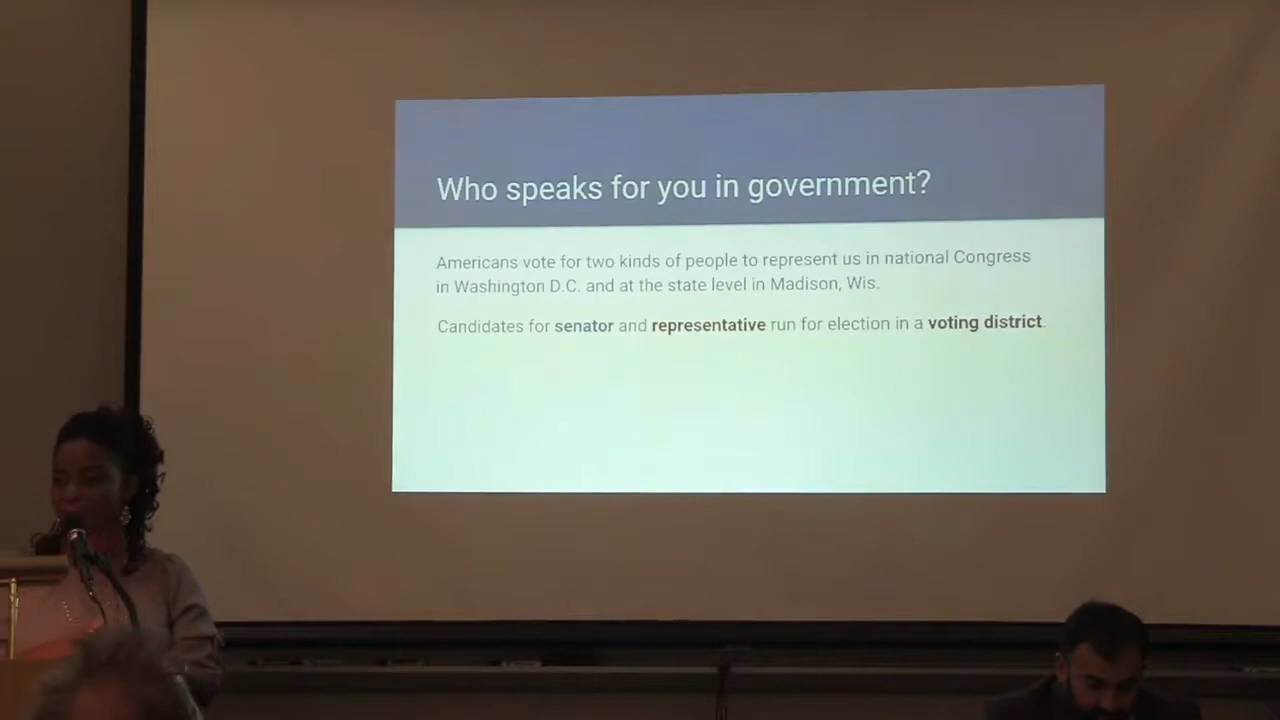 Who speaks for you in government?
Americans vote for two kinds of people to represent us in national Congress
in Washington D.C. and at the state level in Madison, Wis.
Candidates for senator and representative run for election in a voting district.